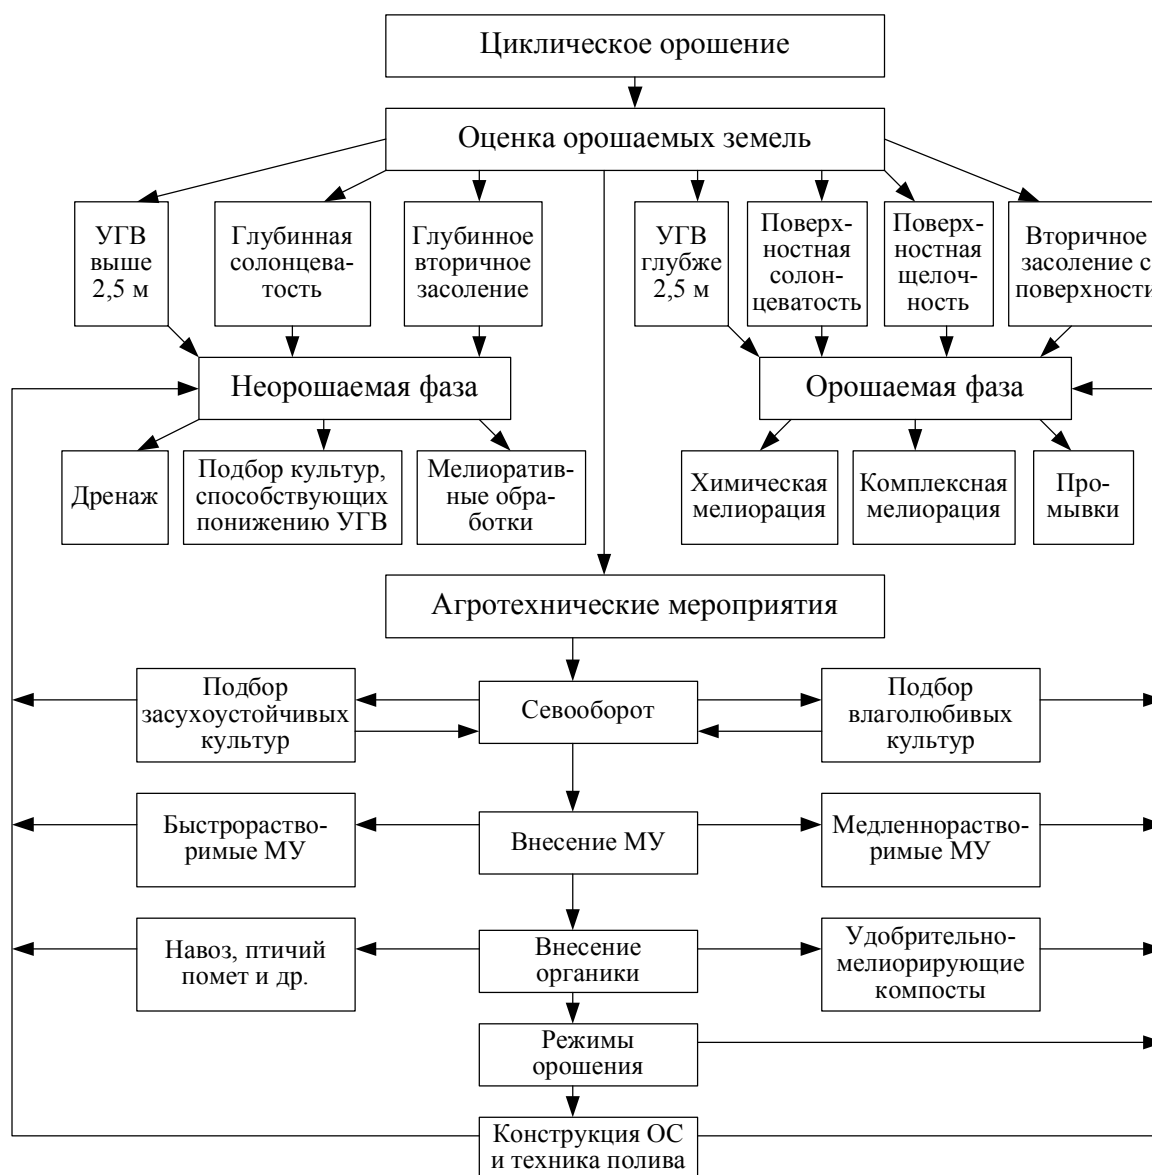 Циклическое орошение
Оценка орошаемых земель
УГВ
выше
2,5 м
Глубинная
солонцева-
тость
Глубинное
вторичное
засоление
УГВ
глубже
2,5 м
Поверх-
ностная
солон-
цеватость
Поверх-
ностная
щелоч-
ность
Вторичное
засоление с
поверхности
Неорошаемая фаза
Орошаемая фаза
Дренаж
Подбор культур,
способствующих
понижению УГВ
Мелиоратив-
ные обра-
ботки
Химическая
мелиорация
Комплексная
мелиорация
Про-
мывки
Агротехнические мероприятия
Подбор
засухоустойчивых
культур
Севооборот
Подбор
влаголюбивых
культур
Быстрораство-
римые МУ
Внесение МУ
Медленнораство-
римые МУ
Навоз, птичий
помет и др.
Внесение
органики
Удобрительно-
мелиорирующие
компосты
Режимы
орошения
Конструкция ОС
и техника полива